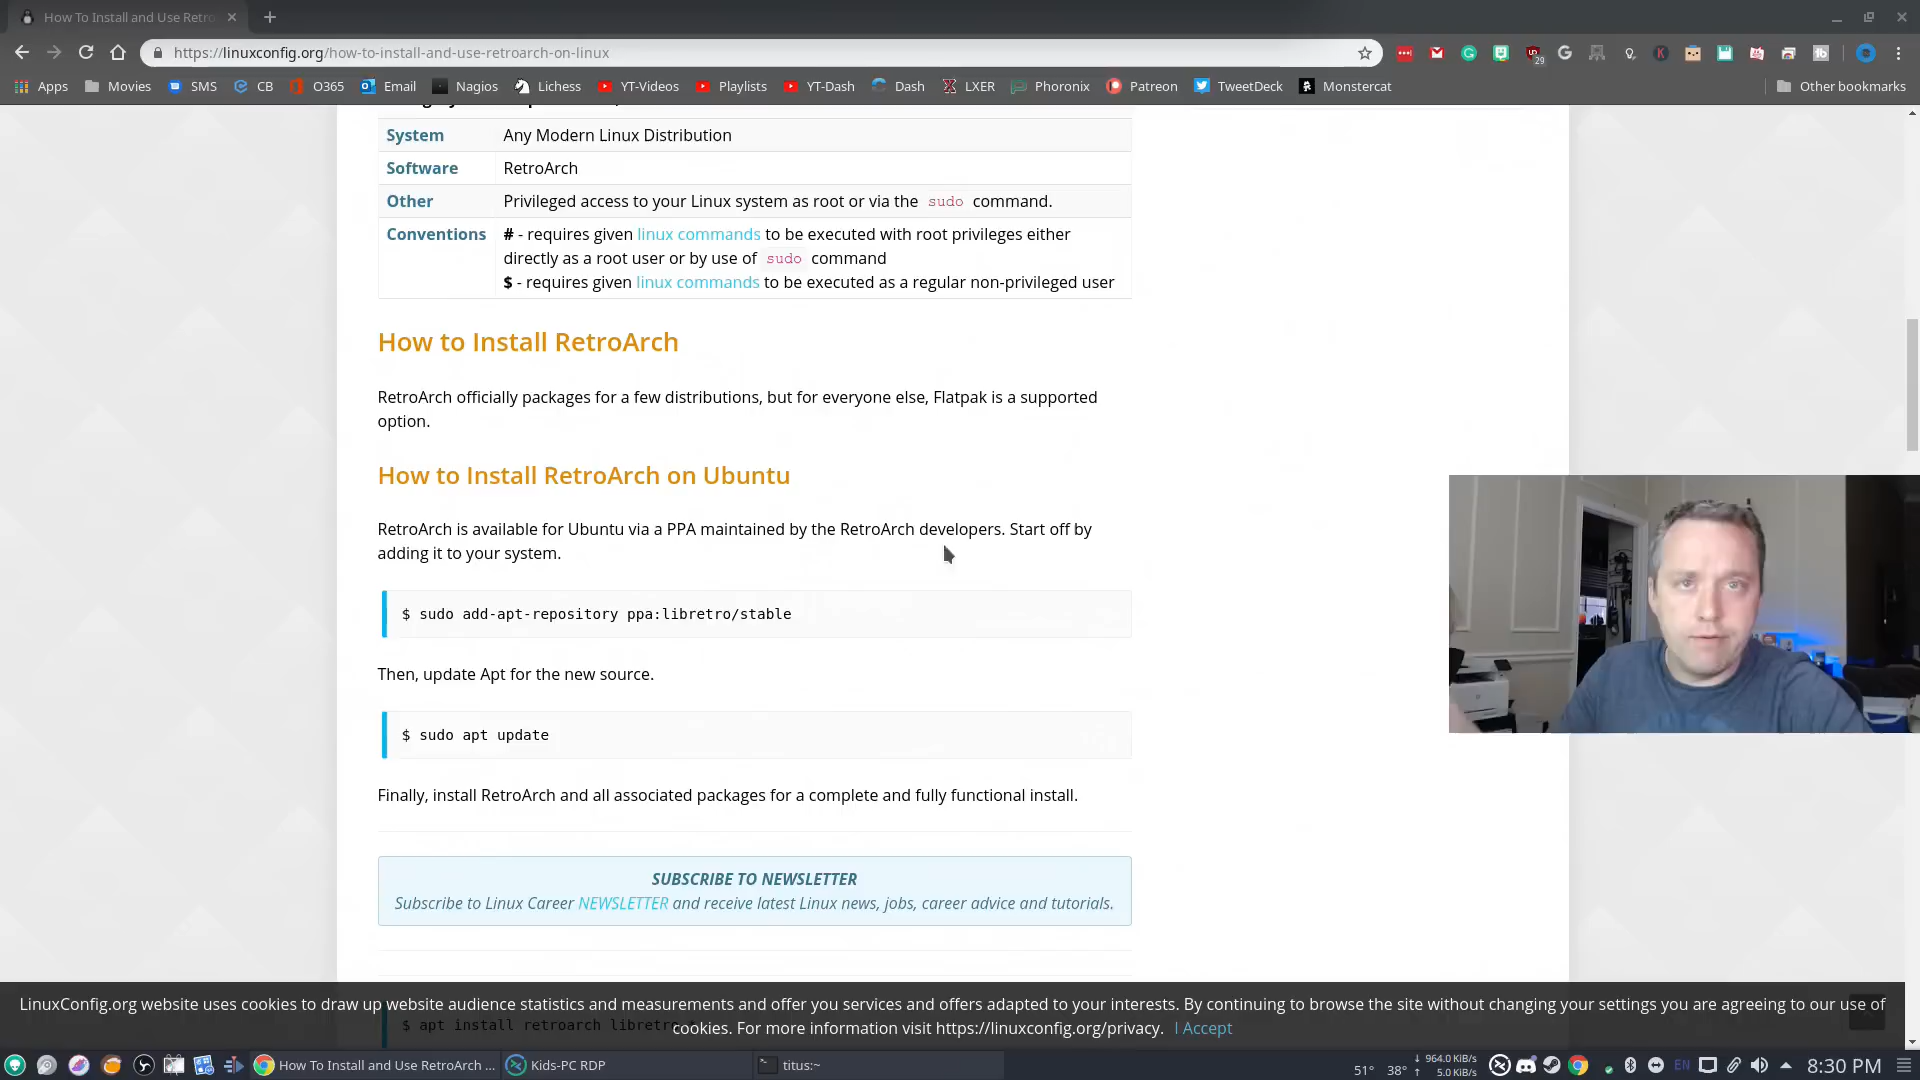 How To Install and Use Retro
https://linuxconfig.org/how-to-install-and-use-retroarch-on-linux
29
Apps Movies SMS CB O365 Email Nagios Lichess YT-Videos Playlists YT-Dash Dash LXER Phoronix Patreon TweetDeck Monstercat Other bookmarks
System Any Modern Linux Distribution
Software RetroArch
Other Privileged access to your Linux system as root or via the sudo command.
Conventions # - requires given linux commands to be executed with root privileges either
directly as a root user or by use of sudo command
$ - requires given linux commands to be executed as a regular non-privileged user
How to Install RetroArch
RetroArch officially packages for a few distributions, but for everyone else, Flatpak is a supported
option.
How to Install RetroArch on Ubuntu
RetroArch is available for Ubuntu via a PPA maintained by the RetroArch developers. Start off by
adding it to your system.
$ sudo add-apt-repository ppa:libretro/stable
Then, update Apt for the new source.
$ sudo apt update
Finally, install RetroArch and all associated packages for a complete and fully functional install.
SUBSCRIBE TO NEWSLETTER
Subscribe to Linux Career NEWSLETTER and receive latest Linux news, jobs, career advice and tutorials.
LinuxConfig.org website uses cookies to draw up website audience statistics and measurements and offer you services and offers adapted to your interests. By continuing to browse the site without changing your settings you are agreeing to our use of
cookies. For more information visit https://linuxconfig.org/privacy. I Accept
$ apt install retroarch
How To Install and Use RetroArch ... Kids-PC RDP titus:~ 51° 38° ↑ 964.0 KiB/s
↓ 5.0 KiB/s EN 8:30 PM